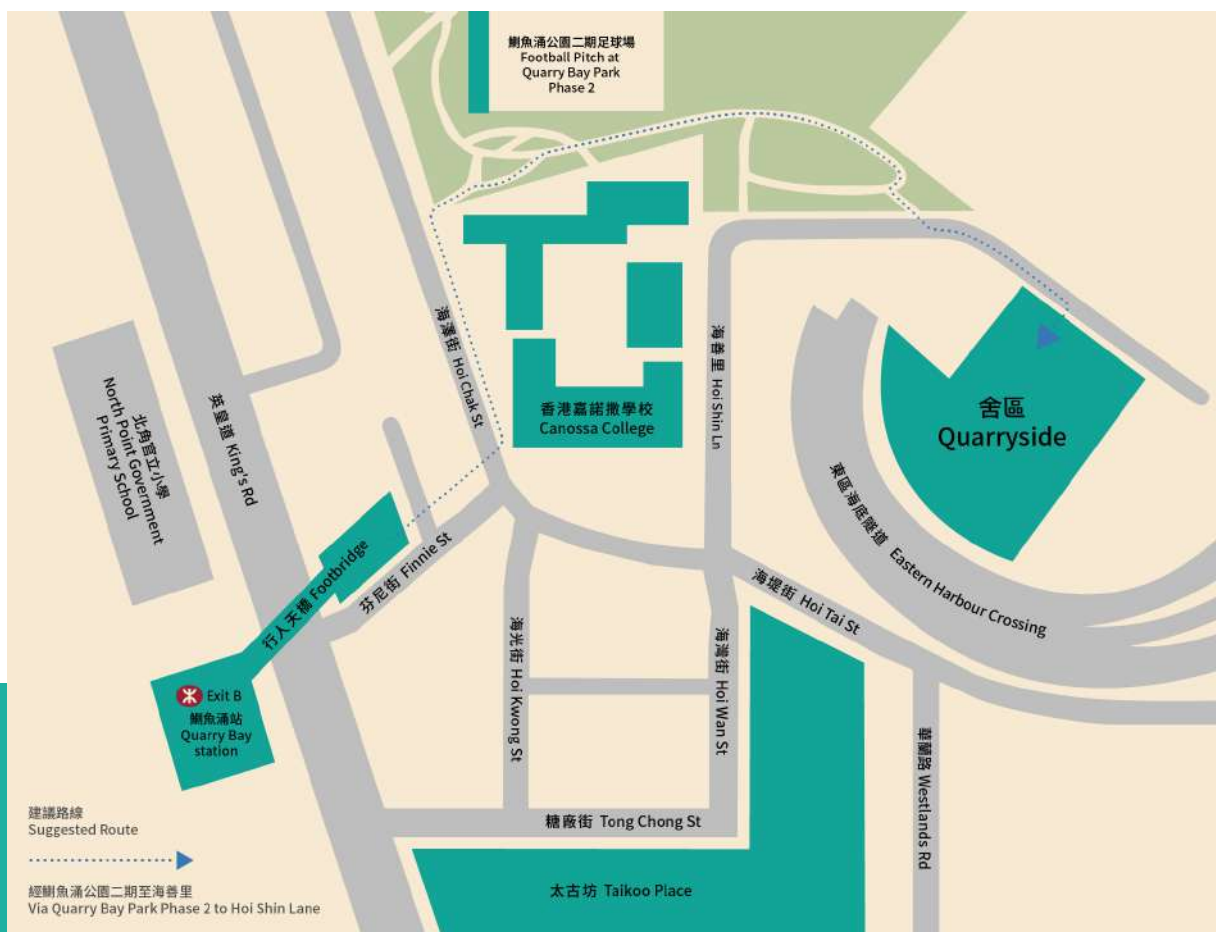 鰂魚涌公園二期足球場
Football Pitch at
Quarry Bay Park
Phase 2
海澤街 Hoi Chak St
海善里 Hoi Shin Ln
北角官立小學
North Point Government
Primary School
英皇道 King's Rd
香港嘉諾撒學校
Canossa College
舍區
Quarryside
東區海底隧道 Eastern Harbour Crossing
行人天橋 Footbridge
芬尼街 Finnie St
海堤街 Hoi Tai St
海光街 Hoi Kwong St
海灣街 Hoi Wan St
Exit B
鰂魚涌站
Quarry Bay
station
華蘭路 Westlands Rd
糖廠街 Tong Chong St
太古坊 Taikoo Place
建議路線
Suggested Route
經鰂魚涌公園二期至海善里
Via Quarry Bay Park Phase 2 to Hoi Shin Lane